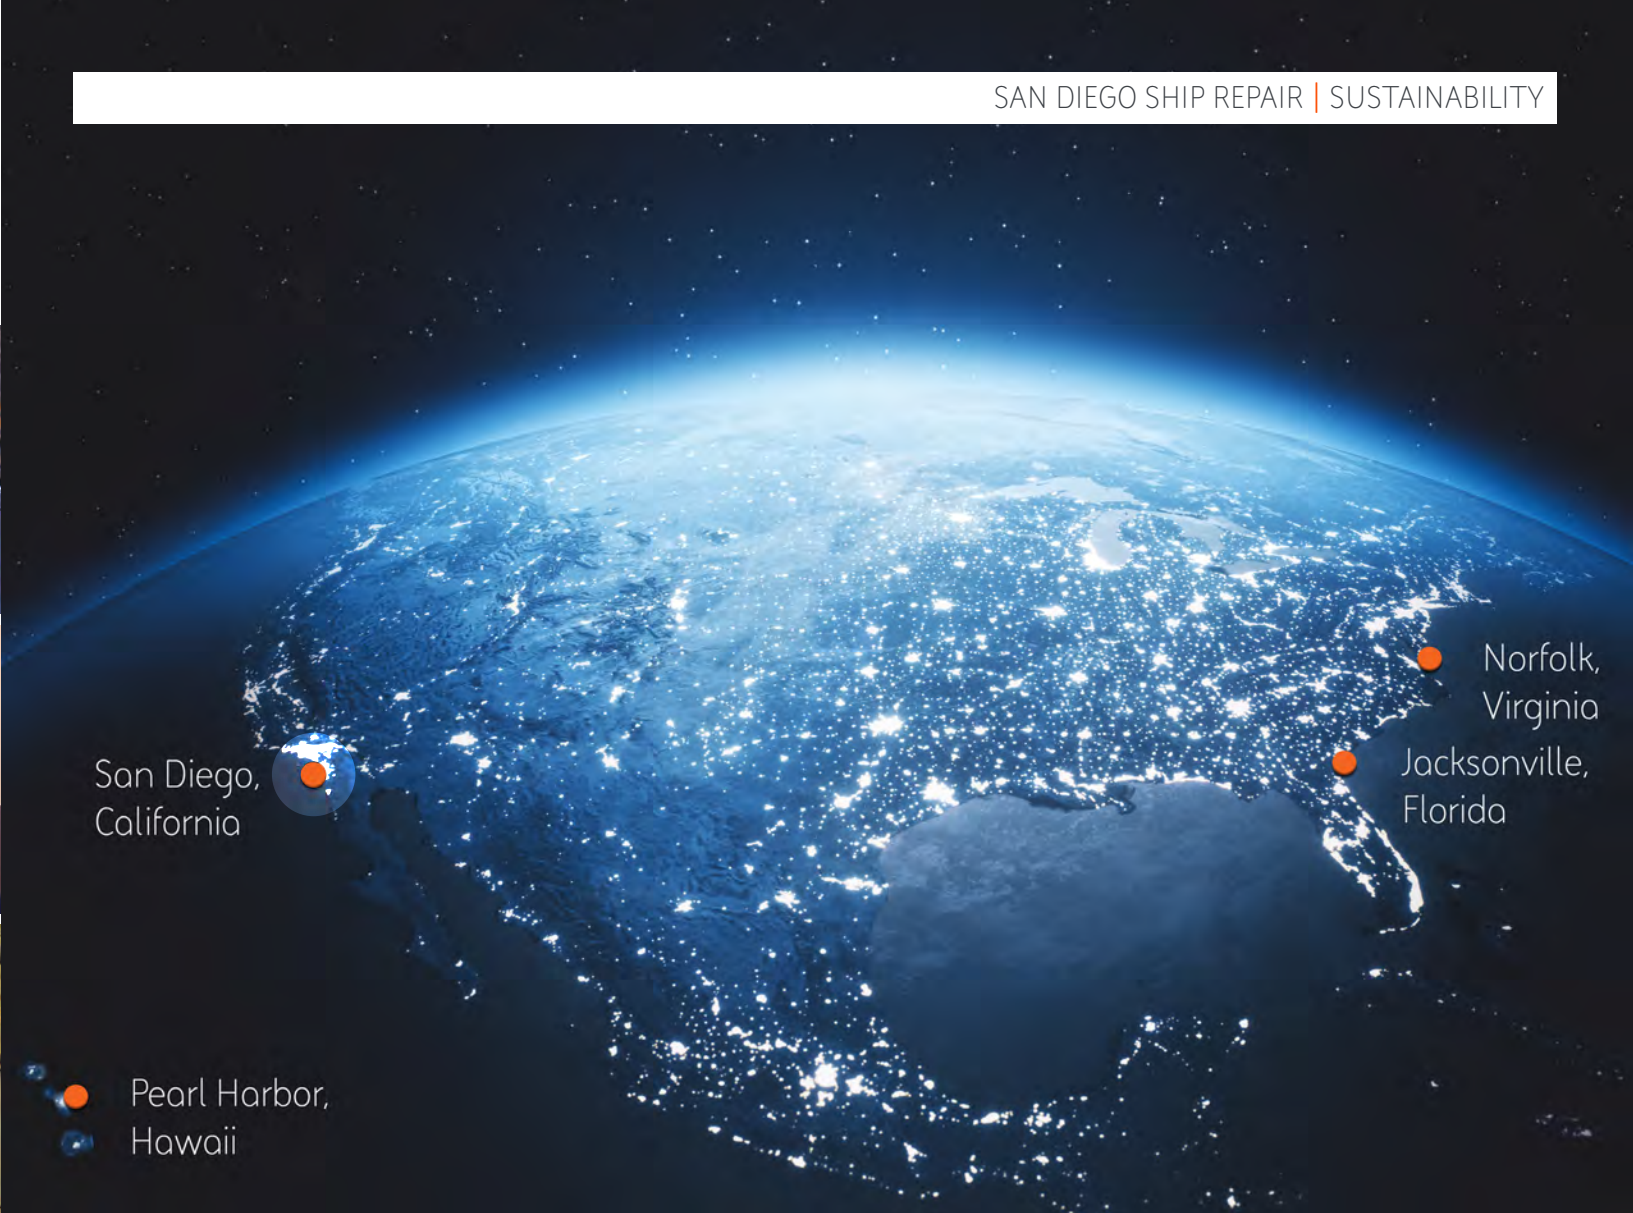 SAN DIEGO SHIP REPAIR | SUSTAINABILITY
Norfolk,
Virginia
San Diego,
California
Jacksonville,
Florida
Pearl Harbor,
Hawaii